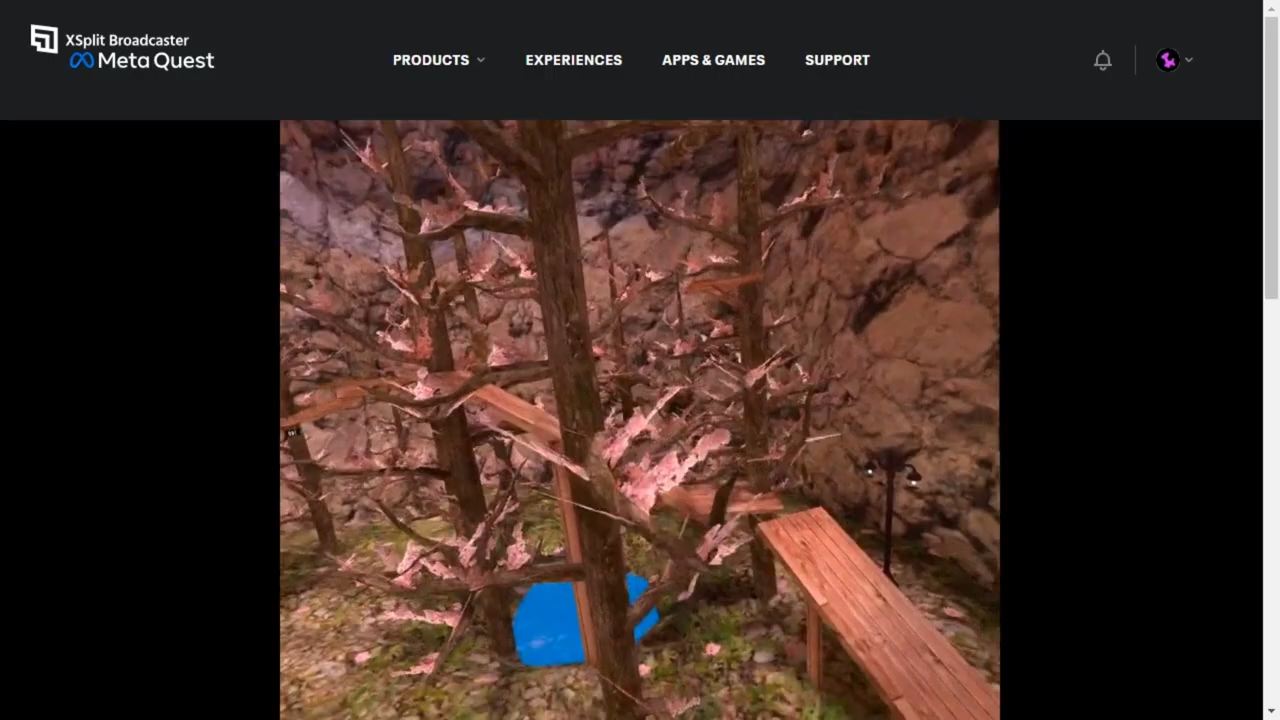 XSplit Broadcaster
Meta Quest
PRODUCTS
EXPERIENCES
APPS & GAMES
SUPPORT